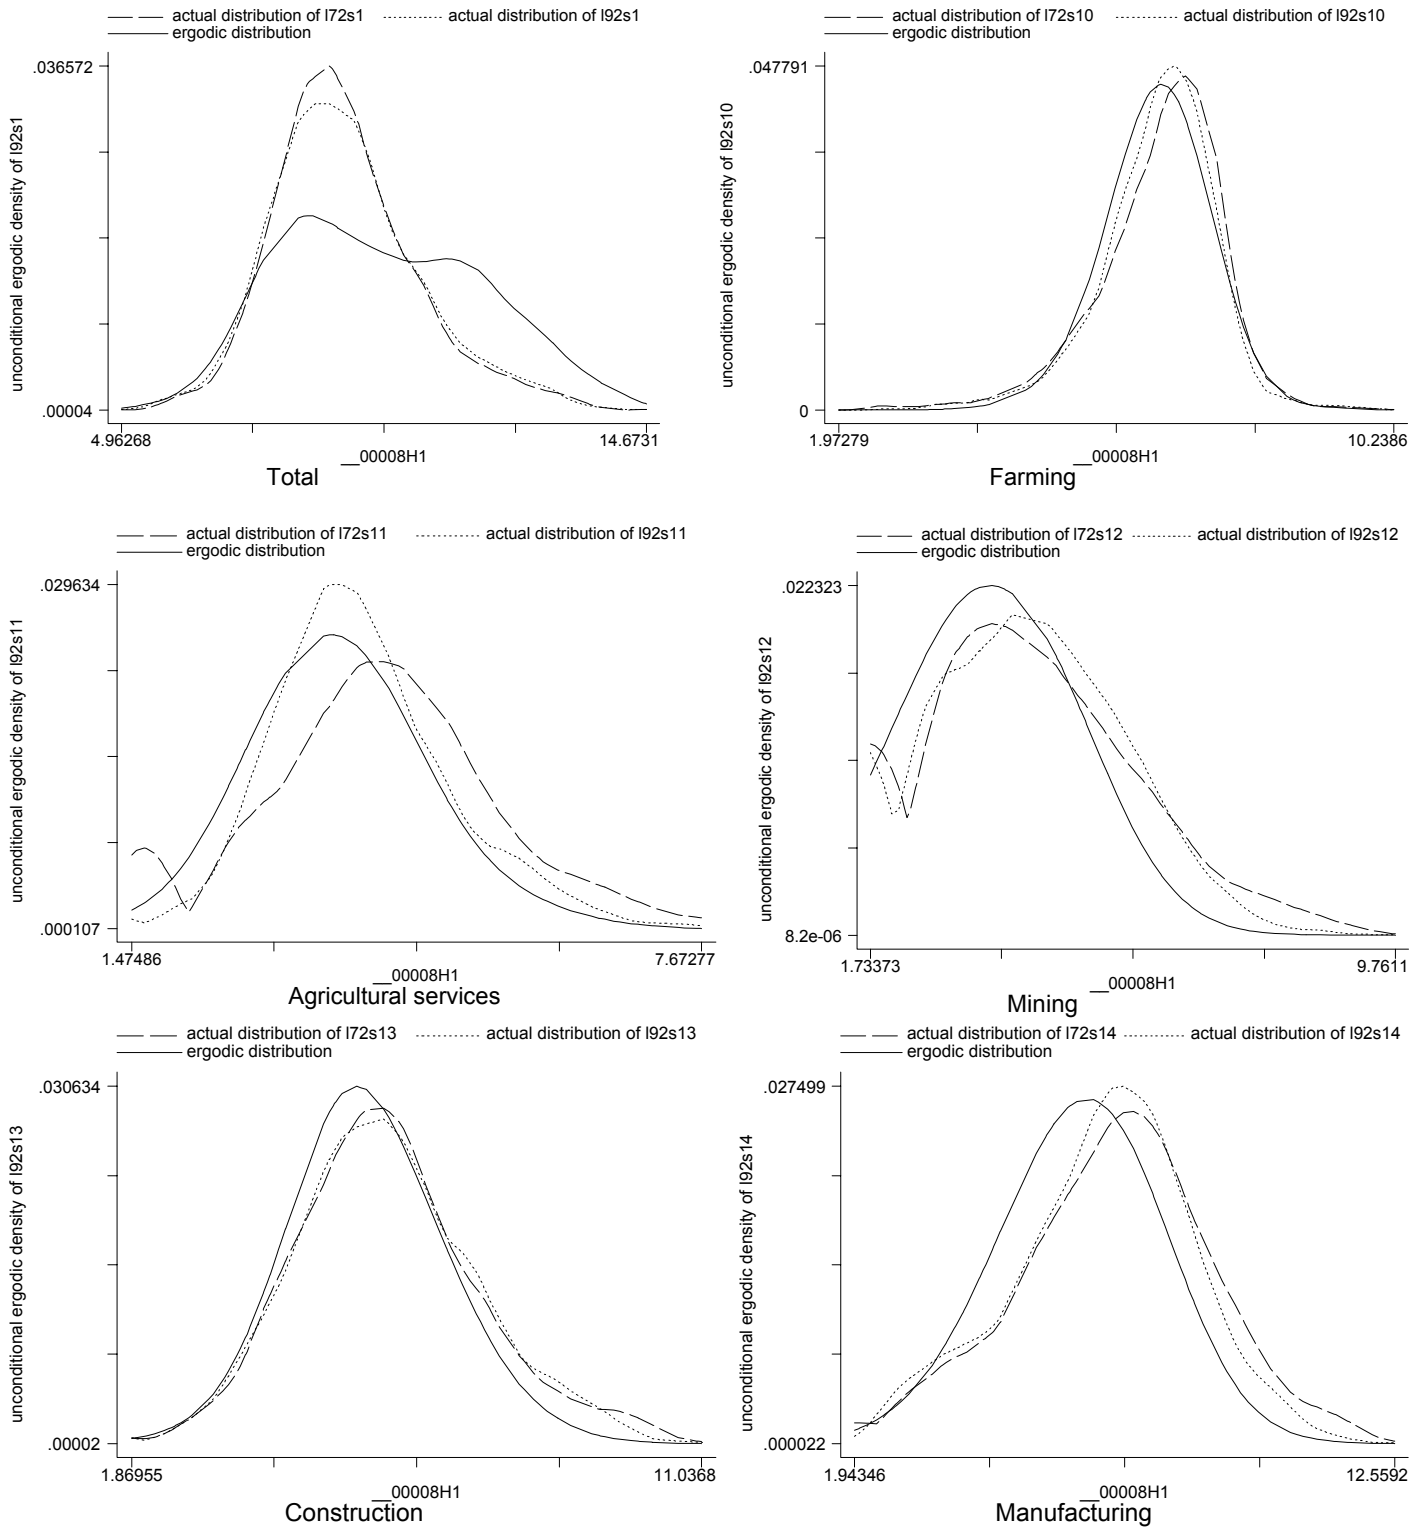 actual distribution of l72s1 actual distribution of l92s1
ergodic distribution
.036572
unconditional ergodic density of l92s1
.00004
4.96268 14.6731
__00008H1
Total
actual distribution of l72s10 actual distribution of l92s10
ergodic distribution
.047791
unconditional ergodic density of l92s10
0
1.97279 10.2386
__00008H1
Farming
actual distribution of l72s11 actual distribution of l92s11
ergodic distribution
.029634
unconditional ergodic density of l92s11
.000107
1.47486 7.67277
__00008H1
Agricultural services
actual distribution of l72s12 actual distribution of l92s12
ergodic distribution
.022323
unconditional ergodic density of l92s12
8.2e-06
1.73373 9.7611
__00008H1
Mining
actual distribution of l72s13 actual distribution of l92s13
ergodic distribution
.030634
unconditional ergodic density of l92s13
.00002
1.86955 11.0368
__00008H1
Construction
actual distribution of l72s14 actual distribution of l92s14
ergodic distribution
.027499
unconditional ergodic density of l92s14
.000022
1.94346 12.5592
__00008H1
Manufacturing